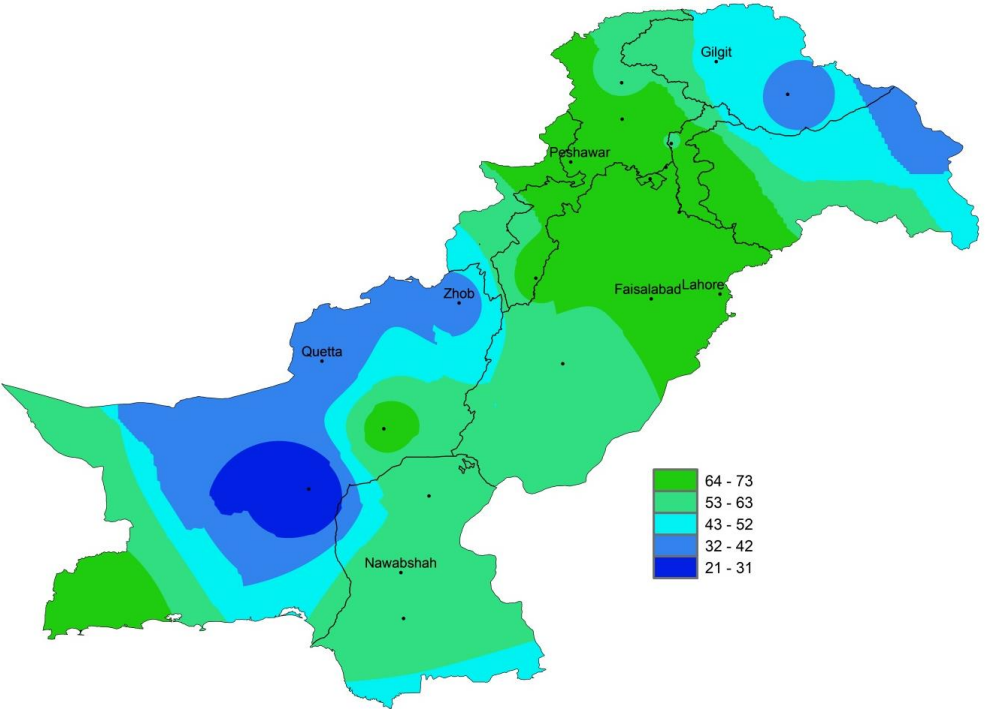 Gilgit
Peshawar
Zhob
Faisalabad
Lahore
Quetta
Nawabshah
64 - 73
53 - 63
43 - 52
32 - 42
21 - 31